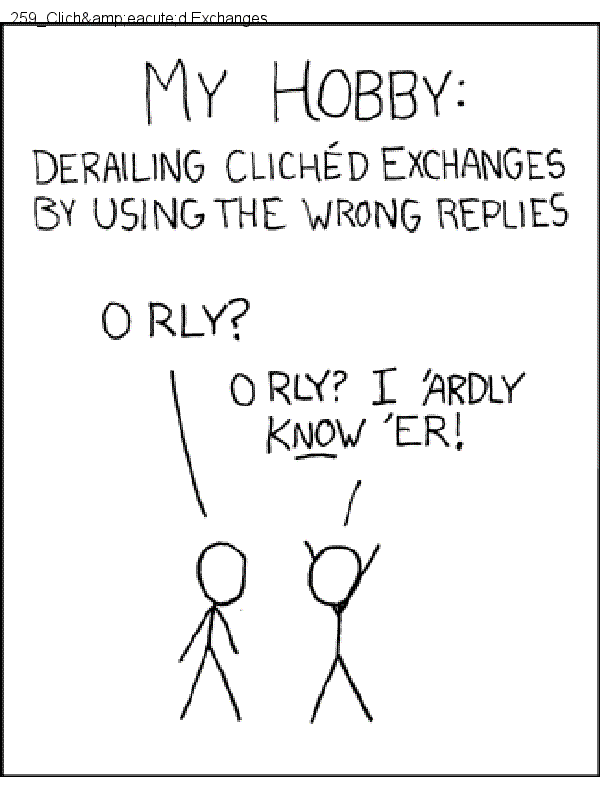 259_Clich&amp;eacute;d Exchanges
MY HOBBY:
DERAILING CLICHÉD EXCHANGES
BY USING THE WRONG REPLIES
O RLY?
O RLY? I 'ARDLY
KNOW 'ER!